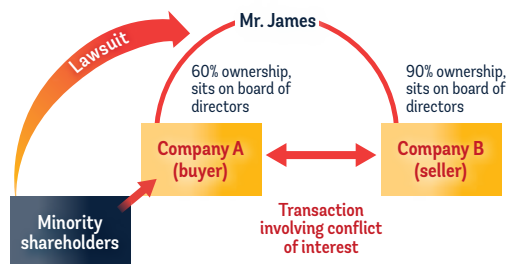 Mr. James
Lawsuit
60% ownership,
sits on board of
directors
90% ownership,
sits on board of
directors
Company A
(buyer)
Company B
(seller)
Transaction
involving conflict
of interest
Minority
shareholders